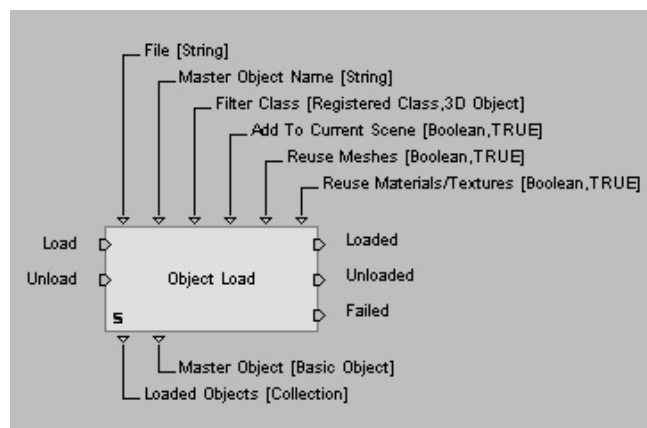 File [String]
Master Object Name [String]
Filter Class [Registered Class,3D Object]
Add To Current Scene [Boolean,TRUE]
Reuse Meshes [Boolean,TRUE]
Reuse Materials/Textures [Boolean,TRUE]
Load
Loaded
Unload
Object Load
Unloaded
S
Failed
Master Object [Basic Object]
Loaded Objects [Collection]